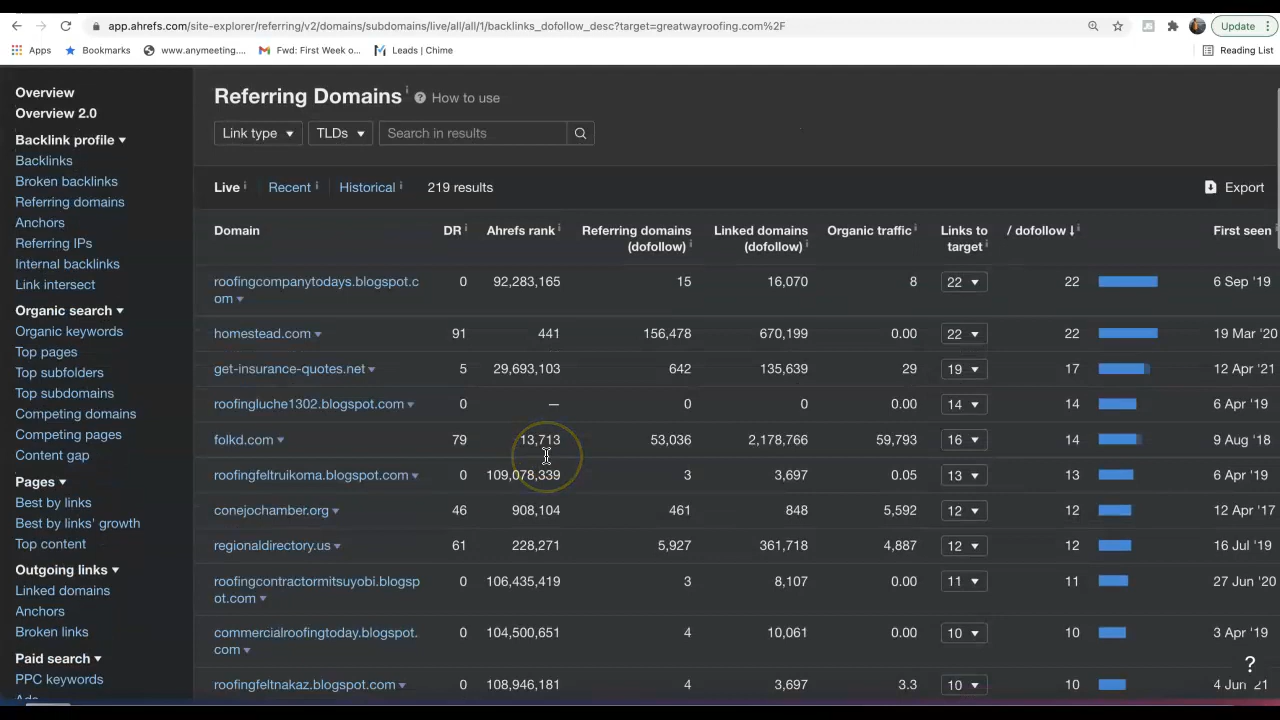 app.ahrefs.com/site-explorer/referring/v2/domains/subdomains/live/all/all/1/backlinks_dofollow_desc?target=greatwayroofing.com%2F
Update
Apps
Bookmarks
www.anymeeting....
Fwd: First Week o...
Leads | Chime
Reading List
Overview
Overview 2.0
Backlink profile
Backlinks
Broken backlinks
Referring domains
Anchors
Referring IPs
Internal backlinks
Link intersect
Organic search
Organic keywords
Top pages
Top subfolders
Top subdomains
Competing domains
Competing pages
Content gap
Pages
Best by links
Best by links' growth
Top content
Outgoing links
Linked domains
Anchors
Broken links
Paid search
PPC keywords
Referring Domains i ? How to use
Link type TLDs Search in results
Live i Recent i Historical i 219 results Export
Domain DR i Ahrefs rank i Referring domains (dofollow) i Linked domains (dofollow) i Organic traffic i Links to target i / dofollow ↓ i First seen
roofingcompanytodays.blogspot.c
om 0 92,283,165 15 16,070 8 22 22 6 Sep '19
homestead.com 91 441 156,478 670,199 0.00 22 22 19 Mar '20
get-insurance-quotes.net 5 29,693,103 642 135,639 29 19 17 12 Apr '21
roofingluche1302.blogspot.com 0 — 0 0 0.00 14 14 6 Apr '19
folkd.com 79 13,713 53,036 2,178,766 59,793 16 14 9 Aug '18
roofingfeltruikoma.blogspot.com 0 109,078,339 3 3,697 0.05 13 13 6 Apr '19
conejochamber.org 46 908,104 461 848 5,592 12 12 12 Apr '17
regionaldirectory.us 61 228,271 5,927 361,718 4,887 12 12 16 Jul '19
roofingcontractormitsuyobi.blogsp
ot.com 0 106,435,419 3 8,107 0.00 11 11 27 Jun '20
commercialroofingtoday.blogspot.
com 0 104,500,651 4 10,061 0.00 10 10 3 Apr '19
roofingfeltnakaz.blogspot.com 0 108,946,181 4 3,697 3.3 10 10 4 Jun '21
?